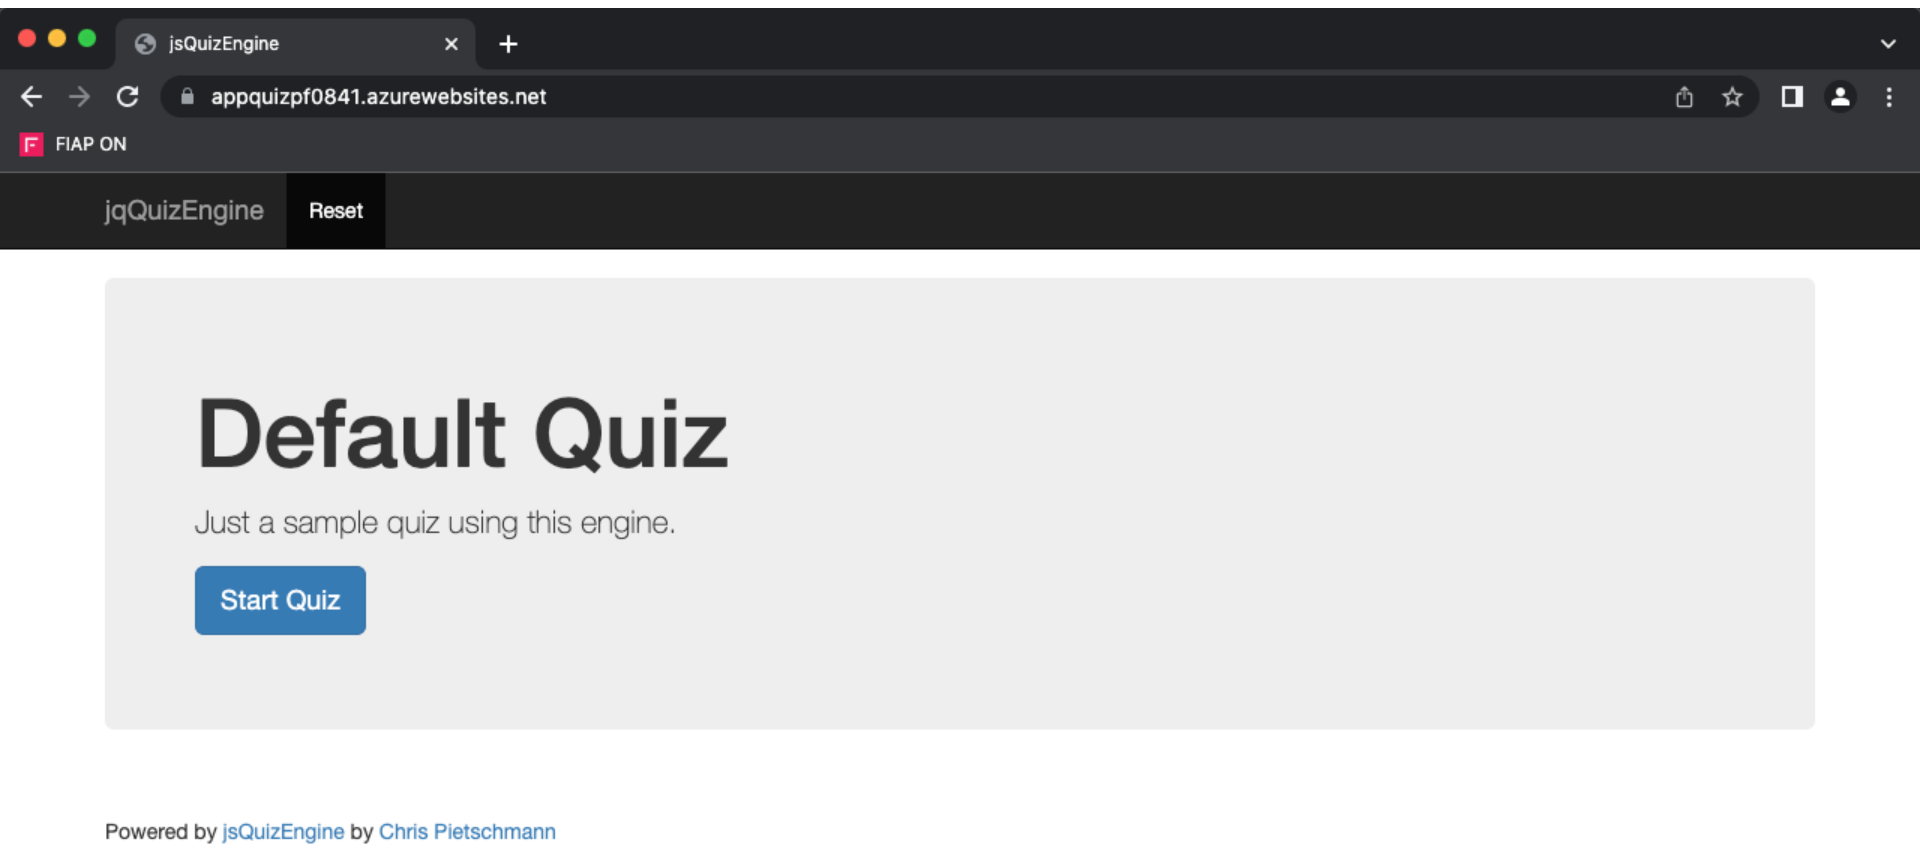 jsQuizEngine
appquizpf0841.azurewebsites.net
F FIAP ON
jqQuizEngine Reset
Default Quiz
Just a sample quiz using this engine.
Start Quiz
Powered by jsQuizEngine by Chris Pietschmann